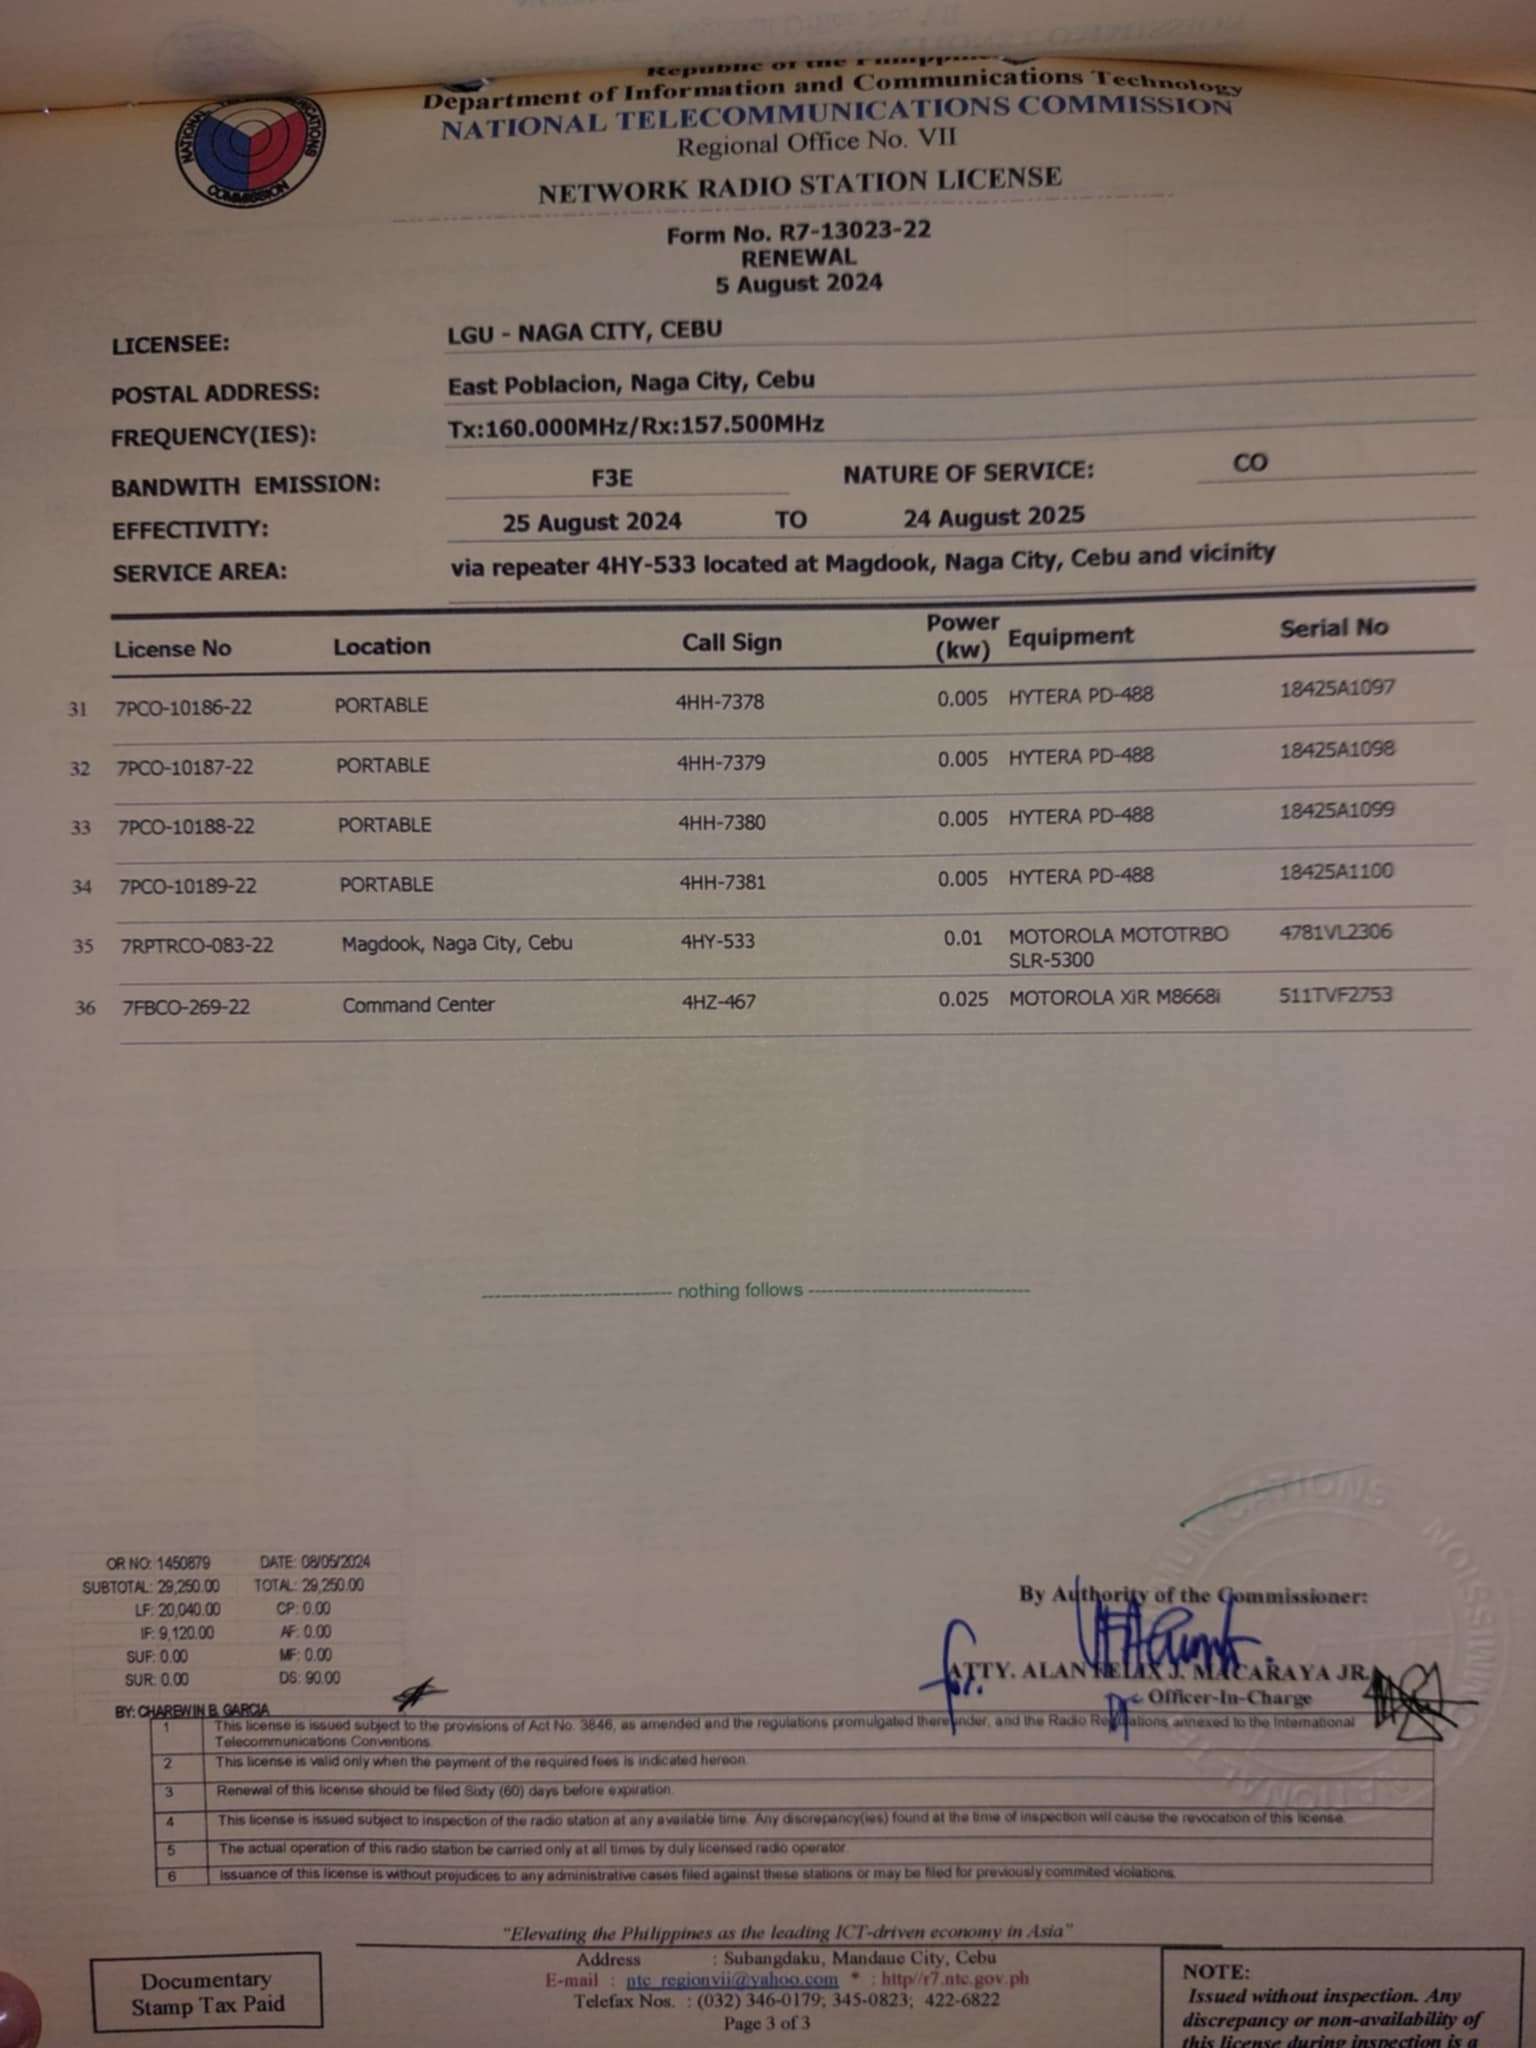 Republic of the Philippines
Department of Information and Communications Technology
NATIONAL TELECOMMUNICATIONS COMMISSION
Regional Office No. VII
NETWORK RADIO STATION LICENSE
Form No. R7-13023-22
RENEWAL
5 August 2024
LICENSEE: LGU - NAGA CITY, CEBU
POSTAL ADDRESS: East Poblacion, Naga City, Cebu
FREQUENCY(IES): Tx:160.000MHz/Rx:157.500MHz
BANDWITH EMISSION: F3E NATURE OF SERVICE: CO
EFFECTIVITY: 25 August 2024 TO 24 August 2025
SERVICE AREA: via repeater 4HY-533 located at Magdook, Naga City, Cebu and vicinity
License No Location Call Sign Power (kw) Equipment Serial No
31 7PCO-10186-22 PORTABLE 4HH-7378 0.005 HYTERA PD-488 18425A1097
32 7PCO-10187-22 PORTABLE 4HH-7379 0.005 HYTERA PD-488 18425A1098
33 7PCO-10188-22 PORTABLE 4HH-7380 0.005 HYTERA PD-488 18425A1099
34 7PCO-10189-22 PORTABLE 4HH-7381 0.005 HYTERA PD-488 18425A1100
35 7RPTRCO-083-22 Magdook, Naga City, Cebu 4HY-533 0.01 MOTOROLA MOTOTRBO SLR-5300 4781VL2306
36 7FBCO-269-22 Command Center 4HZ-467 0.025 MOTOROLA XiR M8668i 511TVF2753
nothing follows
OR NO: 1450879 DATE: 08/05/2024
SUBTOTAL: 29,250.00 TOTAL: 29,250.00
LF: 20,040.00 CP: 0.00
IF: 9,120.00 AF: 0.00
SUF: 0.00 MF: 0.00
SUR: 0.00 DS: 90.00
BY: CHAREWIN B. GARCIA
By Authority of the Commissioner:
for:
ATTY. ALAN FELIX J. MACARAYA JR.
Officer-In-Charge
1 This license is issued subject to the provisions of Act No. 3846, as amended and the regulations promulgated thereunder, and the Radio Regulations annexed to the International
Telecommunications Conventions.
2 This license is valid only when the payment of the required fees is indicated hereon.
3 Renewal of this license should be filed Sixty (60) days before expiration.
4 This license is issued subject to inspection of the radio station at any available time. Any discrepancy(ies) found at the time of inspection will cause the revocation of this license.
5 The actual operation of this radio station be carried only at all times by duly licensed radio operator.
6 Issuance of this license is without prejudices to any administrative cases filed against these stations or may be filed for previously commited violations.
"Elevating the Philippines as the leading ICT-driven economy in Asia"
Address : Subangdaku, Mandaue City, Cebu
E-mail : ntc_regionvii@yahoo.com * : http//r7.ntc.gov.ph
Telefax Nos. : (032) 346-0179; 345-0823; 422-6822
Page 3 of 3
Documentary
Stamp Tax Paid
NOTE:
Issued without inspection. Any
discrepancy or non-availability of
this license during inspection is a